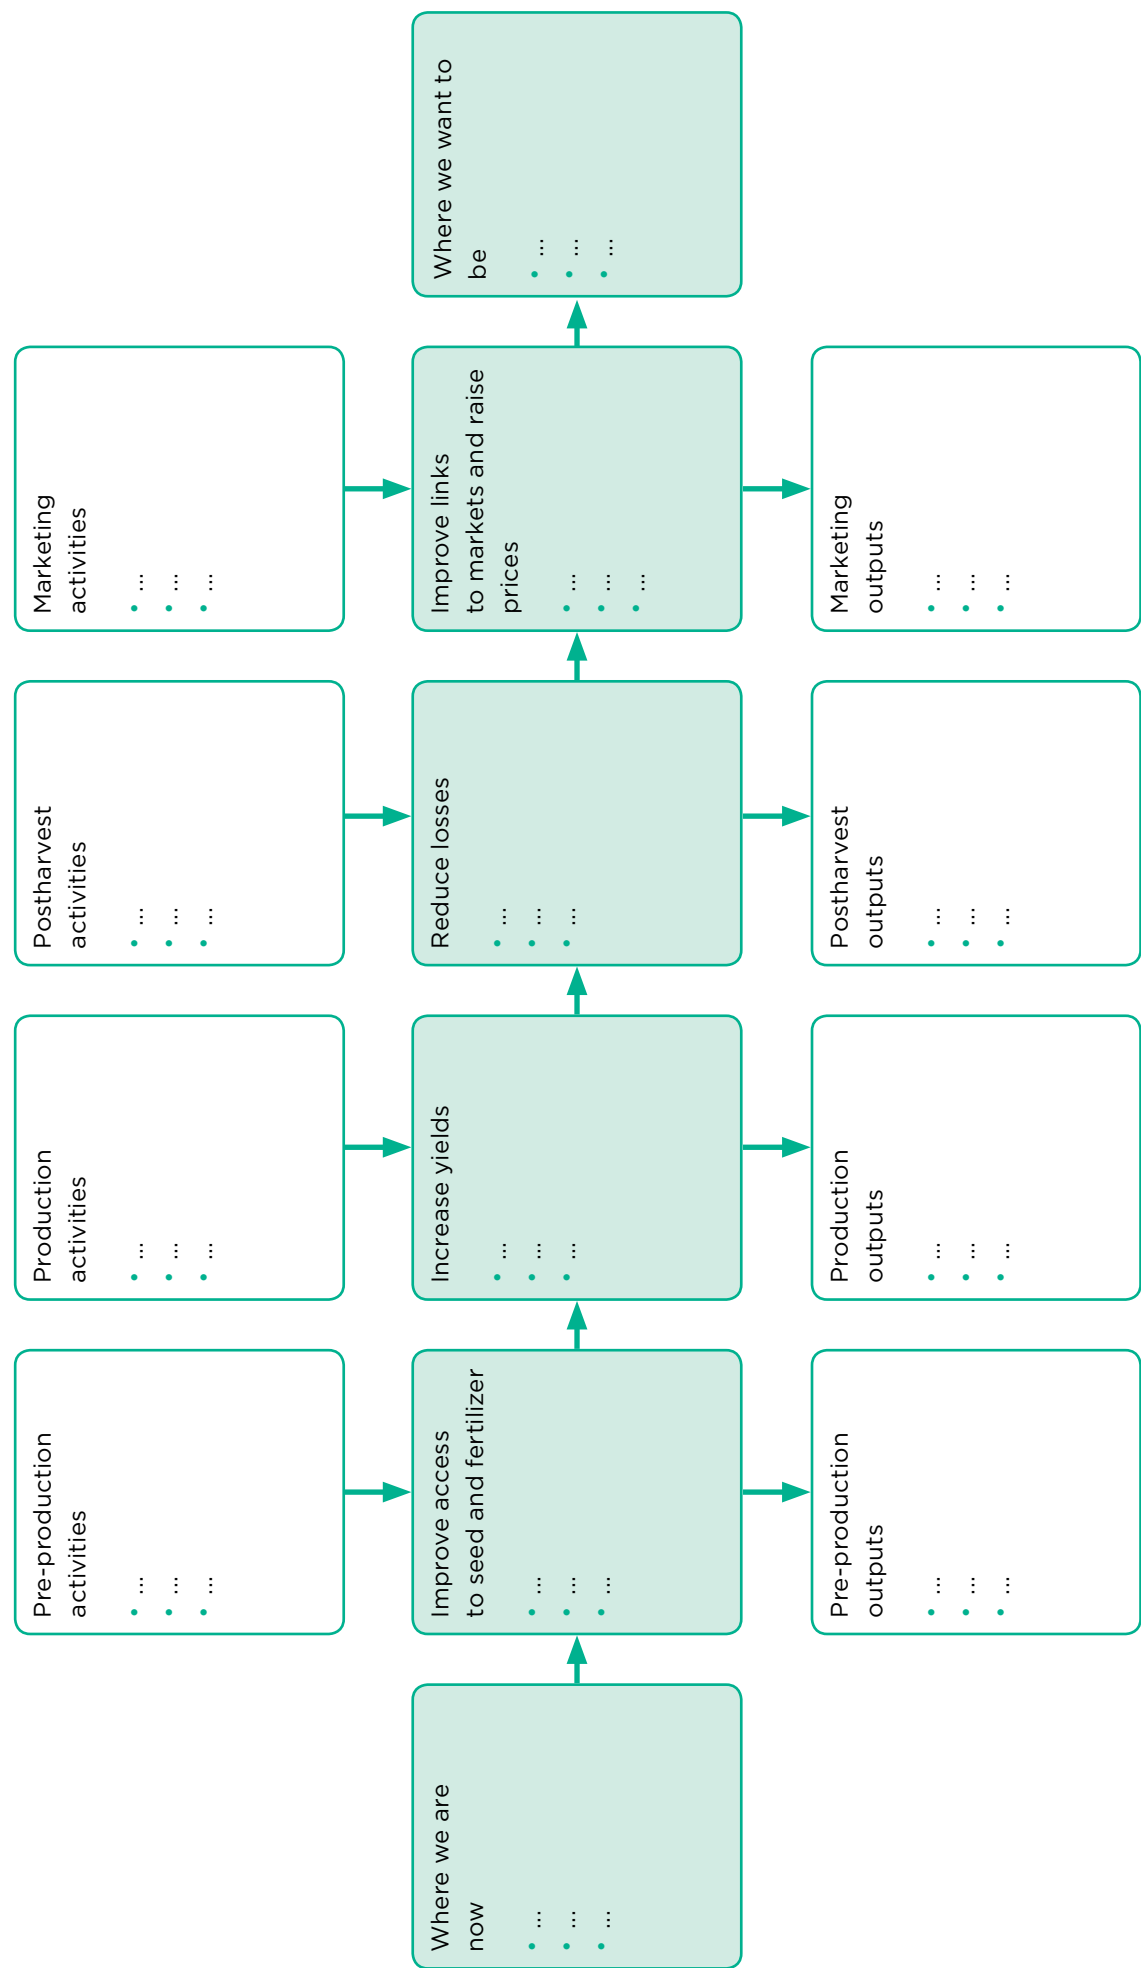 Pre-production
activities
• ...
• ...
• ...
Production
activities
• ...
• ...
• ...
Postharvest
activities
• ...
• ...
• ...
Marketing
activities
• ...
• ...
• ...
Where we are
now
• ...
• ...
• ...
Improve access
to seed and fertilizer
• ...
• ...
• ...
Increase yields
• ...
• ...
• ...
Reduce losses
• ...
• ...
• ...
Improve links
to markets and raise
prices
• ...
• ...
• ...
Where we want to
be
• ...
• ...
• ...
Pre-production
outputs
• ...
• ...
• ...
Production
outputs
• ...
• ...
• ...
Postharvest
outputs
• ...
• ...
• ...
Marketing
outputs
• ...
• ...
• ...